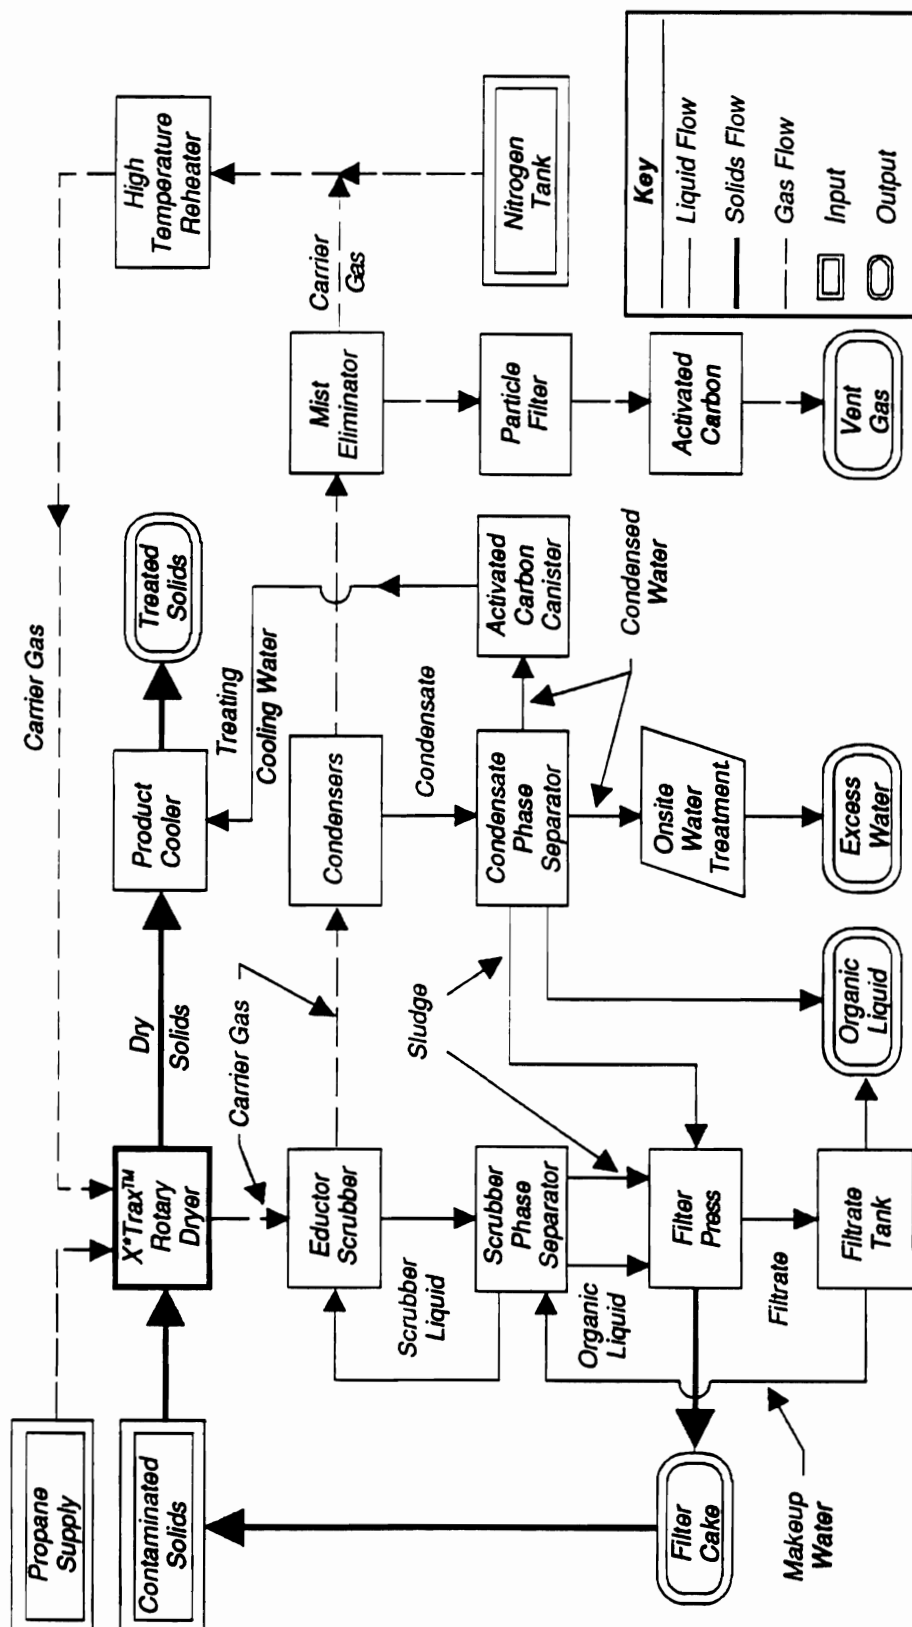 Propane
Supply
Contaminated
Solids
X*Trax™
Rotary
Dryer
Dry
Solids
Product
Cooler
Treated
Solids
Carrier Gas
High
Temperature
Reheater
Carrier Gas
Eductor
Scrubber
Condensers
Treating
Cooling Water
Mist
Eliminator
Carrier
Gas
Scrubber
Liquid
Condensate
Scrubber
Phase
Separator
Condensate
Phase
Separator
Activated
Carbon
Canister
Particle
Filter
Nitrogen
Tank
Organic
Liquid
Sludge
Condensed
Water
Filter
Cake
Filter
Press
Onsite
Water
Treatment
Activated
Carbon
Makeup
Water
Filtrate
Filtrate
Tank
Organic
Liquid
Excess
Water
Vent
Gas
Key
Liquid Flow
Solids Flow
Gas Flow
Input
Output